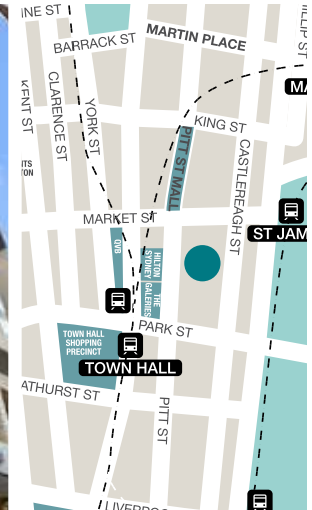 INE ST
BARRACK ST
MARTIN PLACE
KENT ST
CLARENCE ST
YORK ST
KING ST
PITT ST MALL
CASTLEREAGH ST
MARKET ST
ST JAM
QVB
HILTON
SYDNEY
THE
GALERIES
PARK ST
TOWN HALL
SHOPPING
PRECINCT
TOWN HALL
ATHURST ST
PITT ST
LIVERPOO